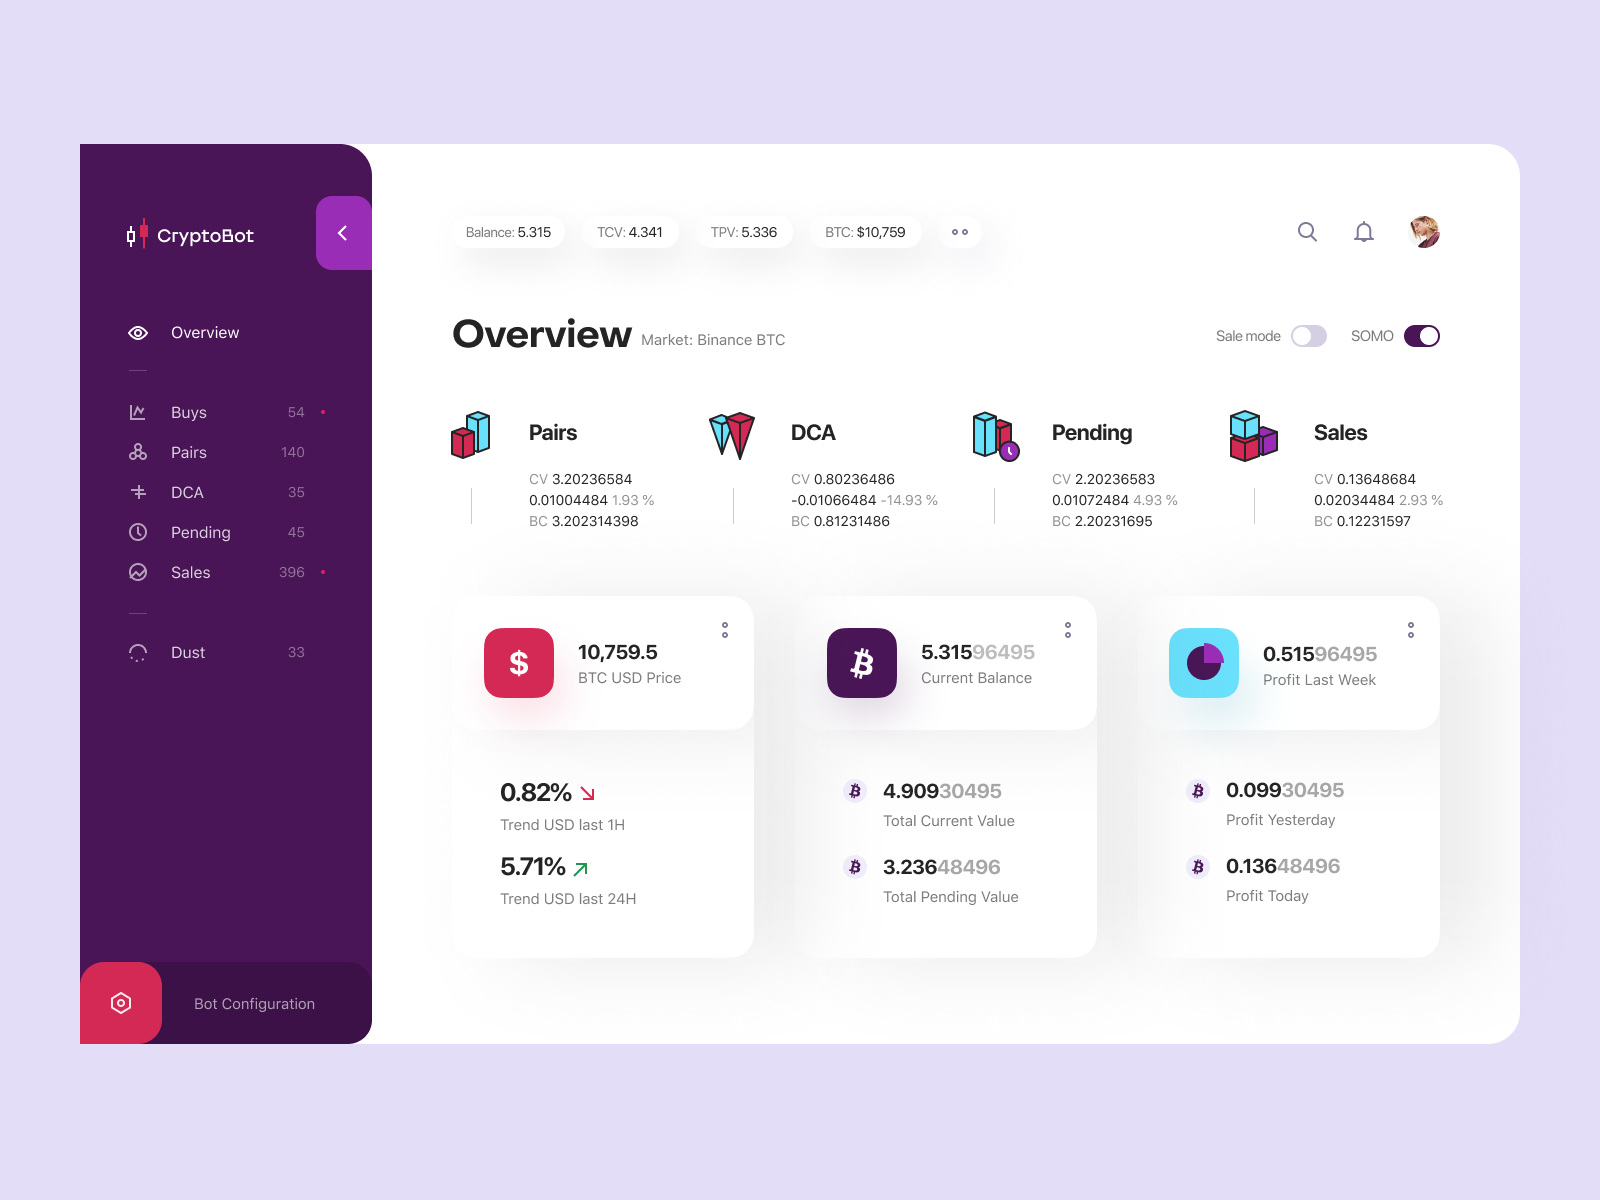 CryptoBot
Overview
Buys 54
Pairs 140
DCA 35
Pending 45
Sales 396
Dust 33
Bot Configuration
Balance: 5.315 TCV: 4.341 TPV: 5.336 BTC: $10,759
Overview Market: Binance BTC
Sale mode SOMO
Pairs
CV 3.20236584
0.01004484 1.93 %
BC 3.202314398
DCA
CV 0.80236486
-0.01066484 -14.93 %
BC 0.81231486
Pending
CV 2.20236583
0.01072484 4.93 %
BC 2.20231695
Sales
CV 0.13648684
0.02034484 2.93 %
BC 0.12231597
$
10,759.5
BTC USD Price
0.82%
Trend USD last 1H
5.71%
Trend USD last 24H
5.31596495
Current Balance
4.90930495
Total Current Value
3.23648496
Total Pending Value
0.51596495
Profit Last Week
0.09930495
Profit Yesterday
0.13648496
Profit Today